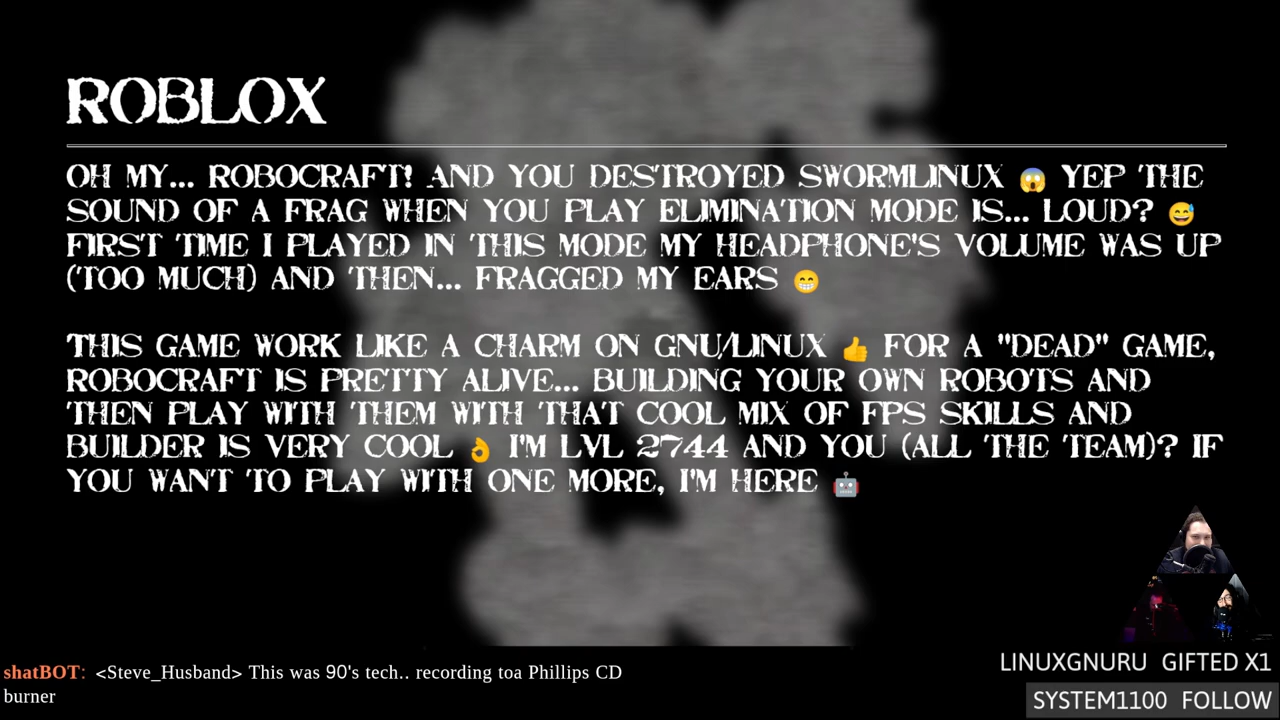 ROBLOX
OH MY... ROBOCRAFT! AND YOU DESTROYED SWORMLINUX 😱 YEP THE
SOUND OF A FRAG WHEN YOU PLAY ELIMINATION MODE IS... LOUD? 😅
FIRST TIME I PLAYED IN THIS MODE MY HEADPHONE'S VOLUME WAS UP
(TOO MUCH) AND THEN... FRAGGED MY EARS 😁
THIS GAME WORK LIKE A CHARM ON GNU/LINUX 👍 FOR A "DEAD" GAME,
ROBOCRAFT IS PRETTY ALIVE... BUILDING YOUR OWN ROBOTS AND
THEN PLAY WITH THEM WITH THAT COOL MIX OF FPS SKILLS AND
BUILDER IS VERY COOL 👌 I'M LVL 2744 AND YOU (ALL THE TEAM)? IF
YOU WANT TO PLAY WITH ONE MORE, I'M HERE 🤖
shatBOT: <Steve_Husband> This was 90's tech.. recording toa Phillips CD
burner
LINUXGNURU GIFTED X1
SYSTEM1100 FOLLOW